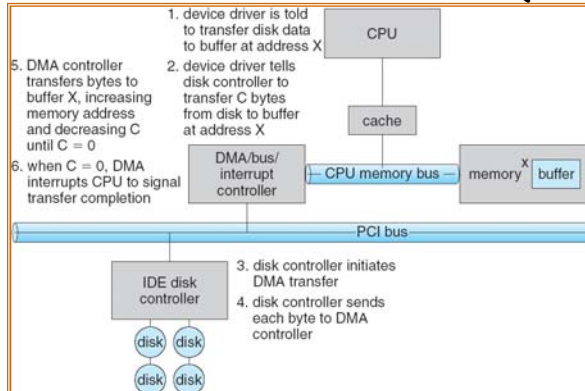 1. device driver is told
to transfer disk data
to buffer at address X
CPU
5. DMA controller
transfers bytes to
buffer X, increasing
memory address
and decreasing C
until C = 0
2. device driver tells
disk controller to
transfer C bytes
from disk to buffer
at address X
cache
6. when C = 0, DMA
interrupts CPU to signal
transfer completion
DMA/bus/
interrupt
controller
CPU memory bus
memory
x
buffer
PCI bus
IDE disk
controller
3. disk controller initiates
DMA transfer
4. disk controller sends
each byte to DMA
controller
disk
disk
disk
disk